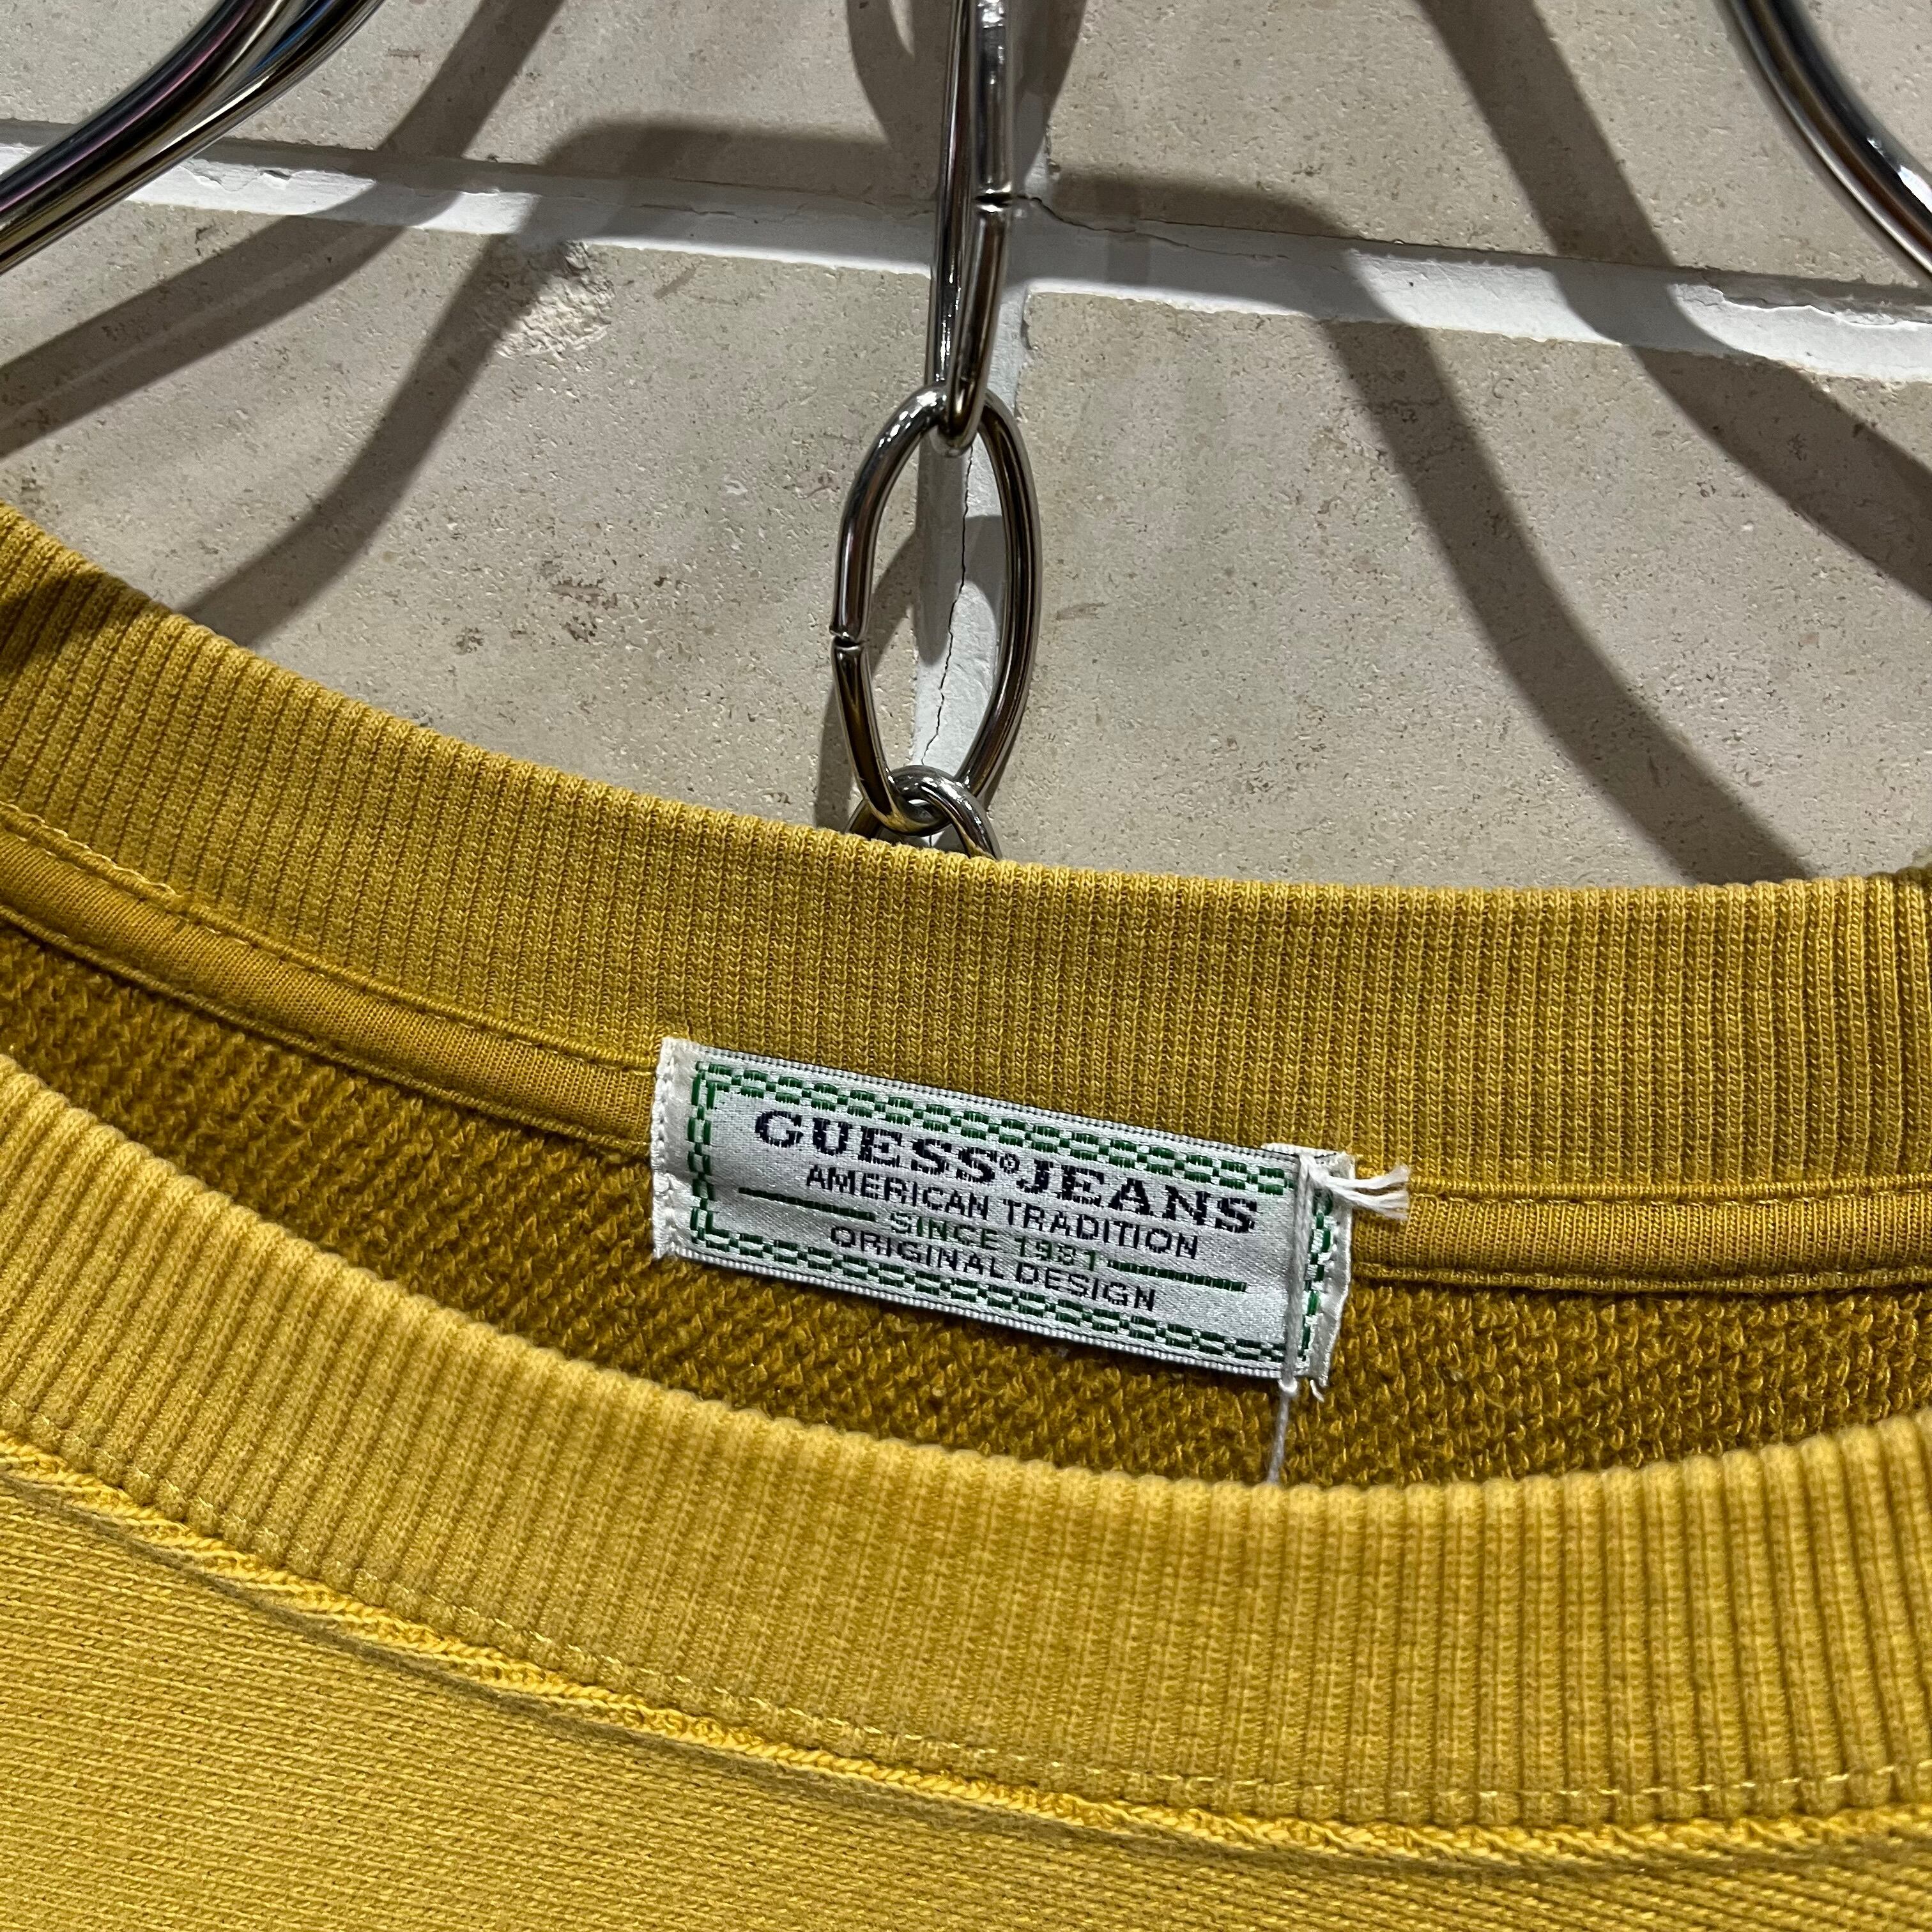 GUESS® JEANS
AMERICAN TRADITION
SINCE 1981
ORIGINAL DESIGN